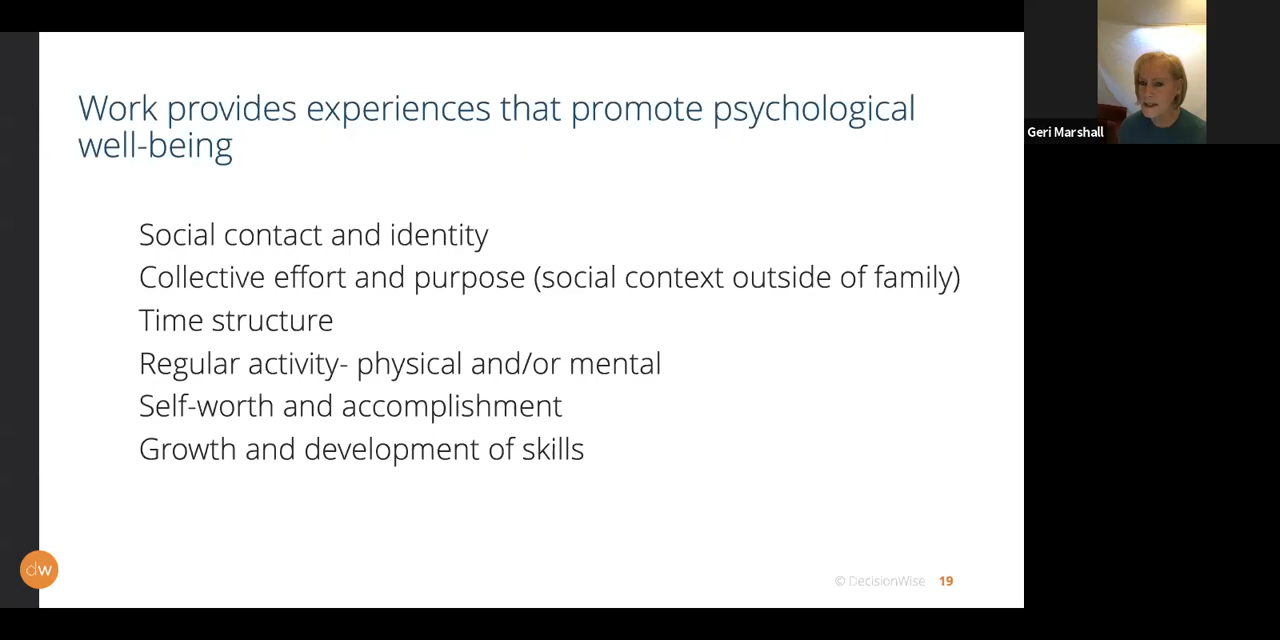 Work provides experiences that promote psychological
well-being
Social contact and identity
Collective effort and purpose (social context outside of family)
Time structure
Regular activity- physical and/or mental
Self-worth and accomplishment
Growth and development of skills
dw
© DecisionWise 19
Geri Marshall